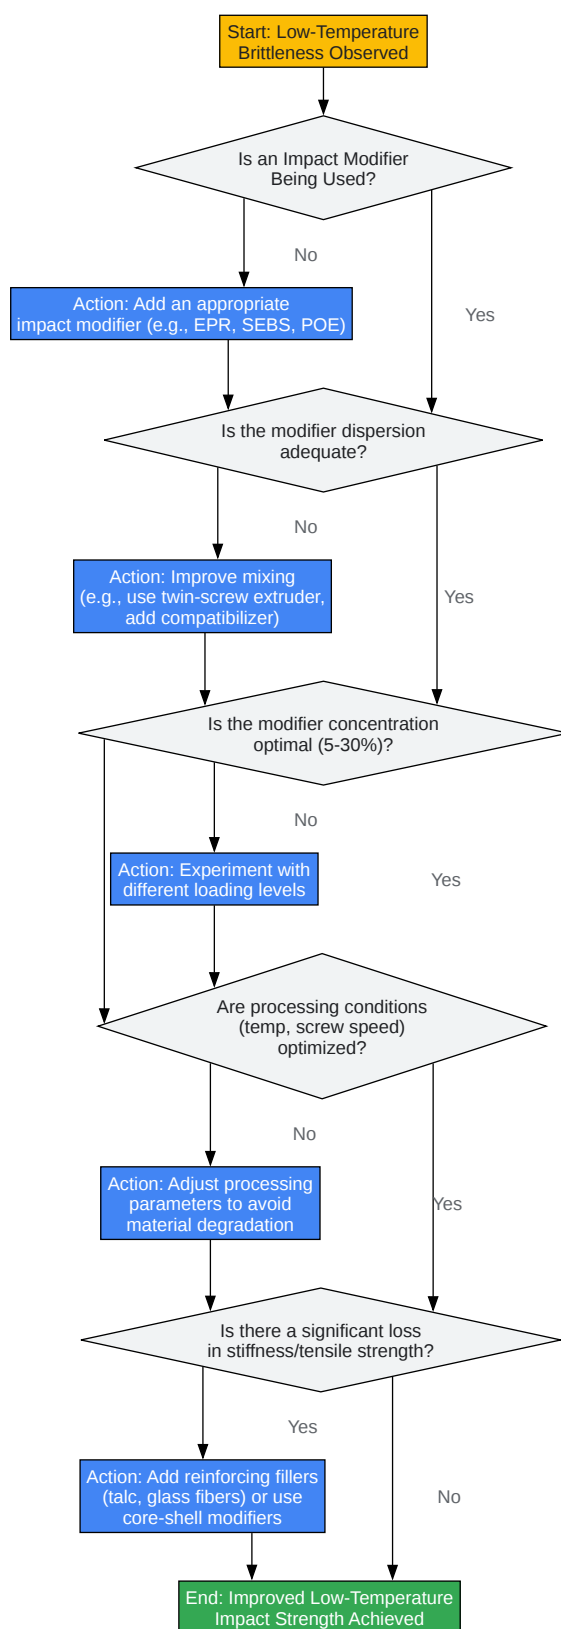 Start: Low-Temperature
Brittleness Observed
Is an Impact Modifier
Being Used?
No
Yes
Action: Add an appropriate
impact modifier (e.g., EPR, SEBS, POE)
Is the modifier dispersion
adequate?
No
Yes
Action: Improve mixing
(e.g., use twin-screw extruder,
add compatibilizer)
Is the modifier concentration
optimal (5-30%)?
No
Yes
Action: Experiment with
different loading levels
Are processing conditions
(temp, screw speed)
optimized?
No
Yes
Action: Adjust processing
parameters to avoid
material degradation
Is there a significant loss
in stiffness/tensile strength?
Yes
No
Action: Add reinforcing fillers
(talc, glass fibers) or use
core-shell modifiers
End: Improved Low-Temperature
Impact Strength Achieved